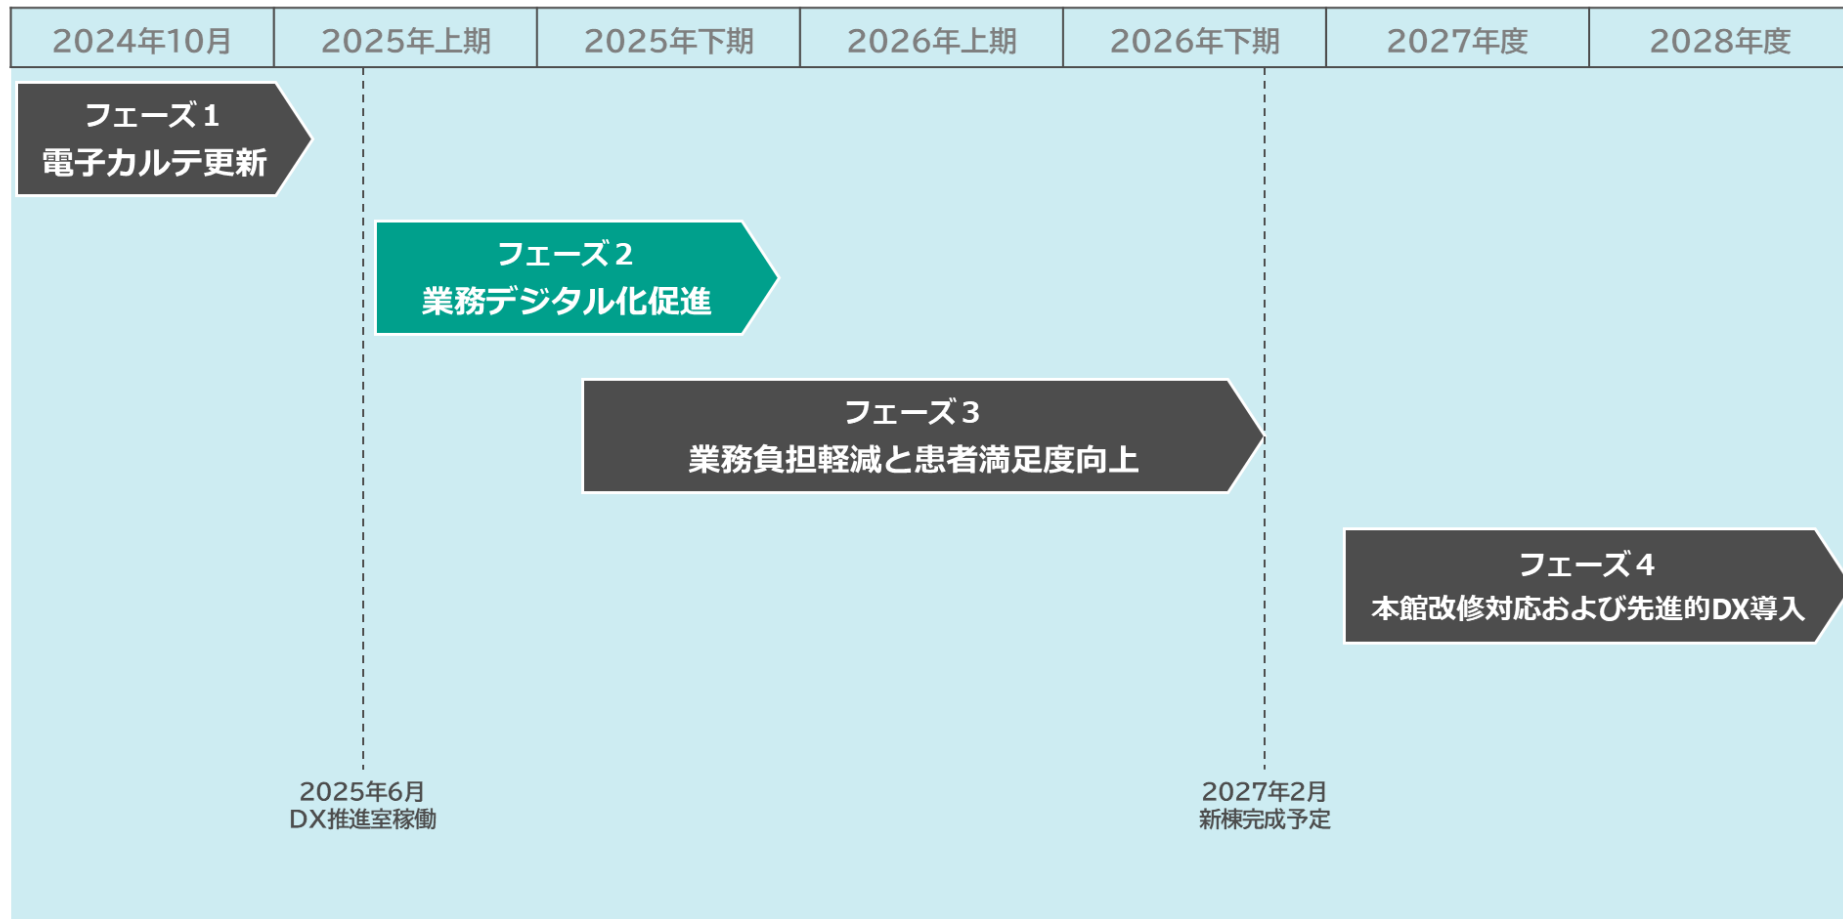 2024年10月
2025年上期
2025年下期
2026年上期
2026年下期
2027年度
2028年度
フェーズ１
電子カルテ更新
フェーズ２
業務デジタル化促進
フェーズ３
業務負担軽減と患者満足度向上
フェーズ４
本館改修対応および先進的DX導入
2025年6月
DX推進室稼働
2027年2月
新棟完成予定